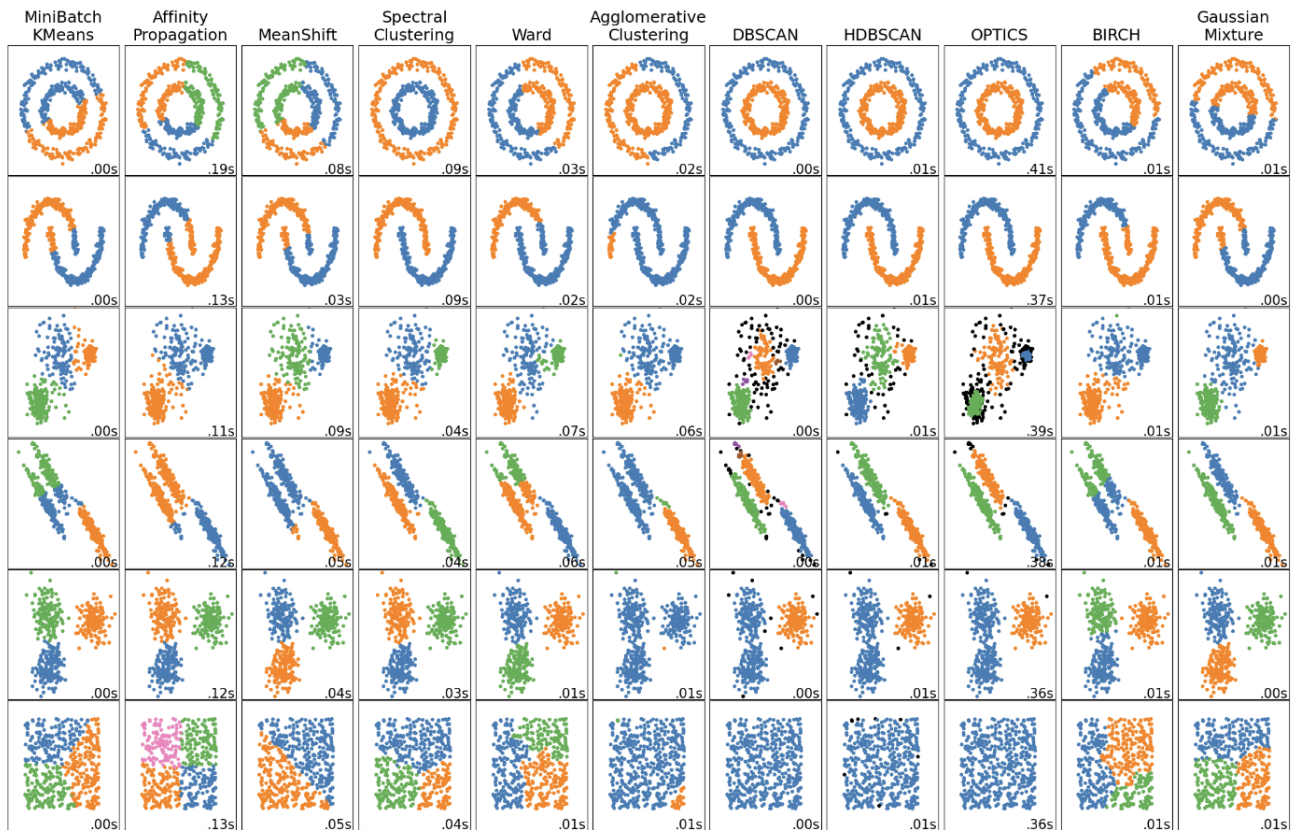 MiniBatch
KMeans
Affinity
Propagation
MeanShift
Spectral
Clustering
Ward
Agglomerative
Clustering
DBSCAN
HDBSCAN
OPTICS
BIRCH
Gaussian
Mixture
.00s .19s .08s .09s .03s .02s .00s .01s .41s .01s .01s
.00s .13s .03s .09s .02s .02s .00s .01s .37s .01s .00s
.00s .11s .09s .04s .07s .06s .00s .01s .39s .01s .01s
.00s .12s .05s .04s .06s .05s .00s .01s .38s .01s .01s
.00s .12s .04s .03s .01s .01s .00s .01s .36s .01s .00s
.00s .13s .05s .04s .01s .01s .00s .01s .36s .01s .01s